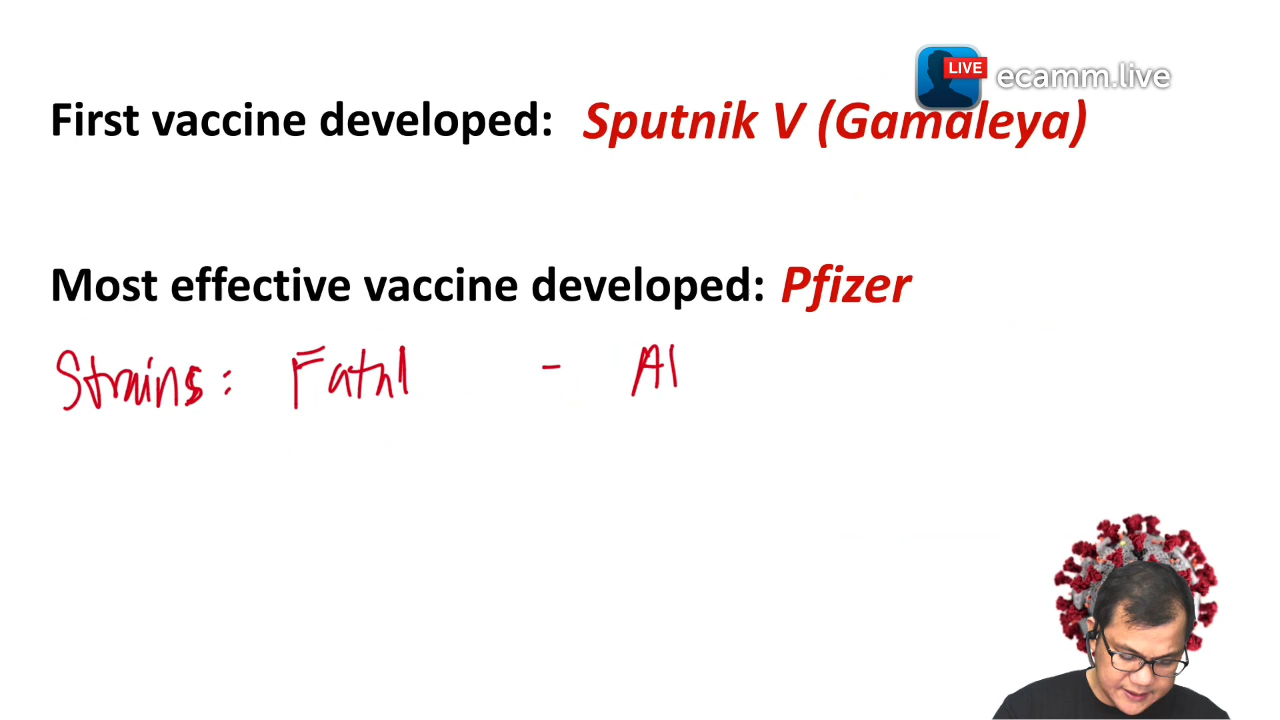 LIVE ecamm.live
First vaccine developed: Sputnik V (Gamaleya)
Most effective vaccine developed: Pfizer
Strains: Fatal - Al